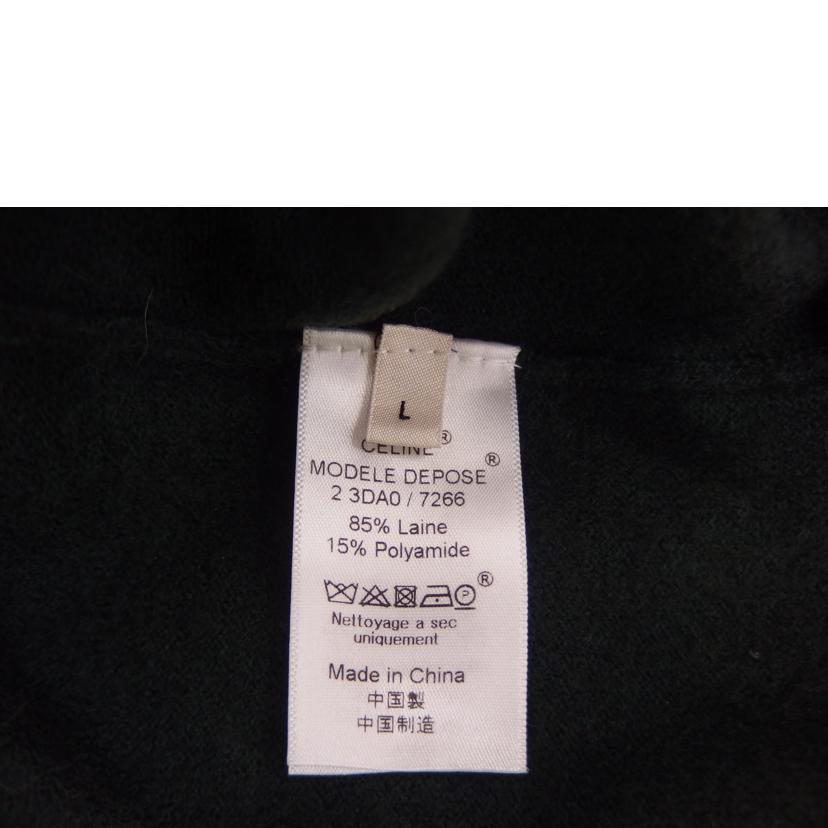 L
CELINE®
MODELE DEPOSE®
2 3DA0 / 7266
85% Laine
15% Polyamide
P ®
Nettoyage a sec
uniquement
Made in China
中国製
中国制造